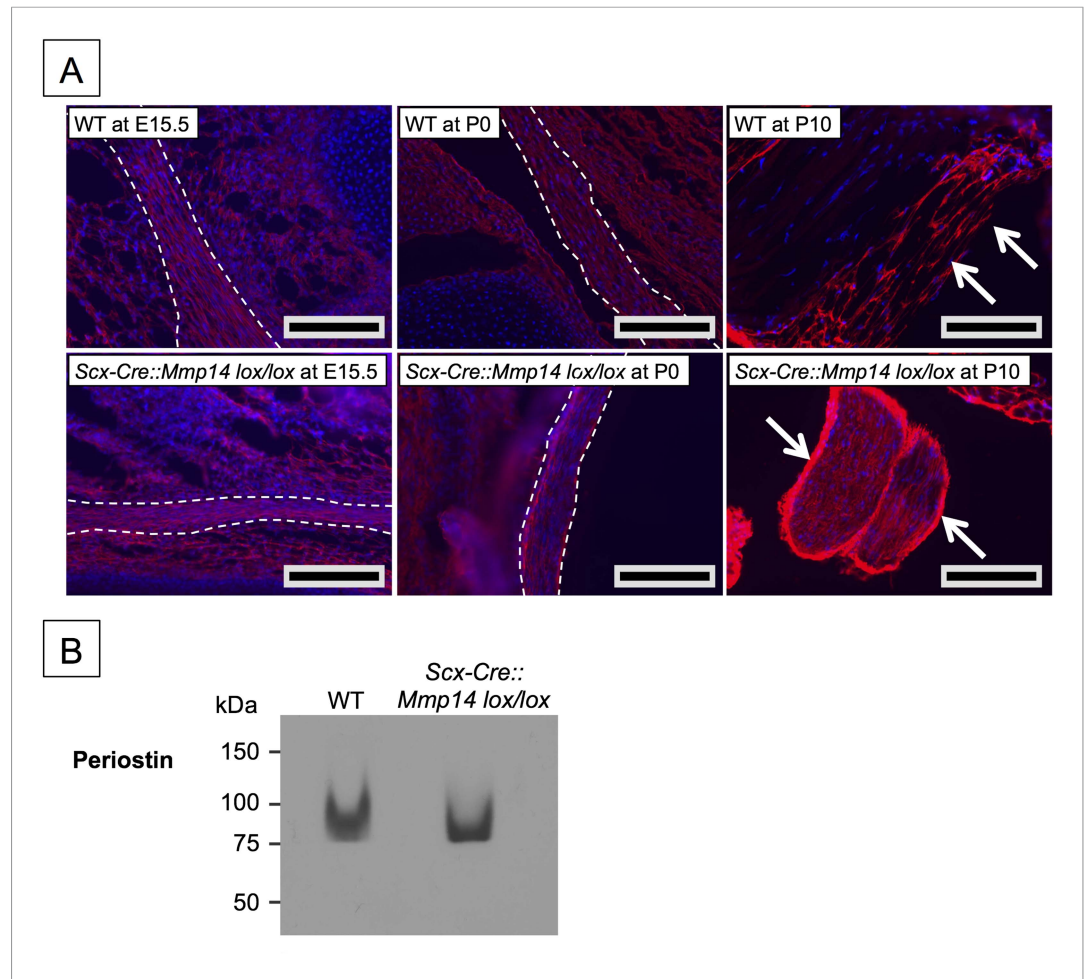 A
WT at E15.5
WT at P0
WT at P10
Scx-Cre::Mmp14 lox/lox at E15.5
Scx-Cre::Mmp14 lox/lox at P0
Scx-Cre::Mmp14 lox/lox at P10
B
Scx-Cre::
kDa WT Mmp14 lox/lox
150
Periostin
100
75
50